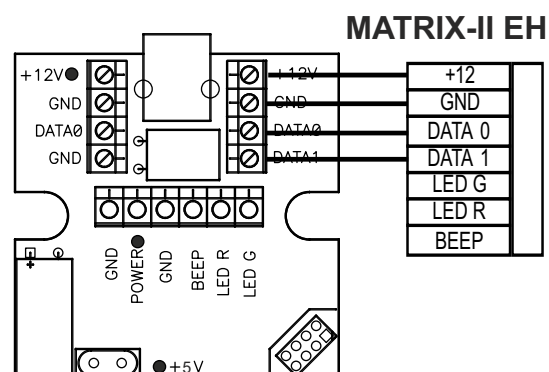 MATRIX-II EH
+12V
GND
DATA0
GND
+12V
GND
DATA0
DATA1
+12
GND
DATA 0
DATA 1
LED G
LED R
BEEP
GND
POWER
GND
BEEP
LED R
LED G
+
+5V